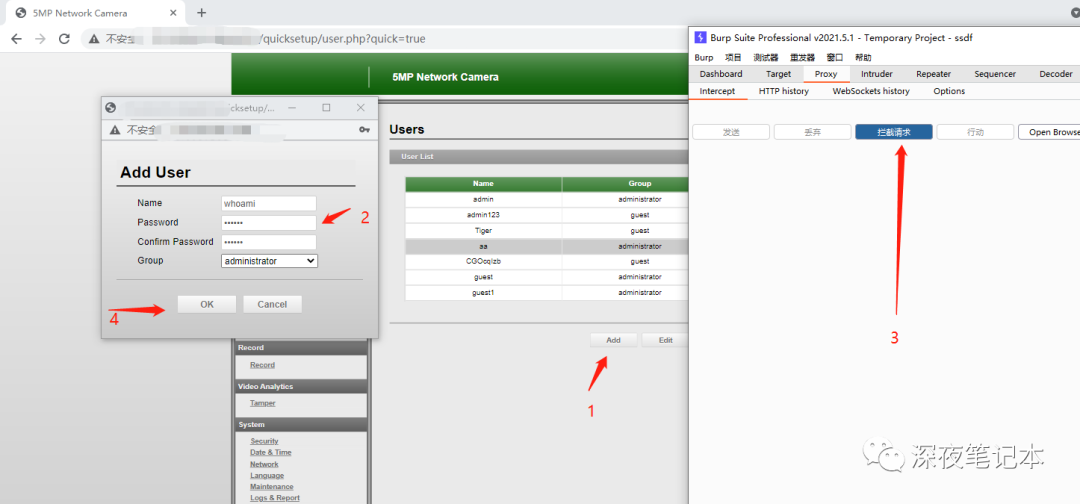 5MP Network Camera
不安全
/quicksetup/user.php?quick=true
5MP Network Camera
cksetup/...
不安全
Add User
Name
whoami
Password
••••••
2
Confirm Password
••••••
Group
administrator
OK
Cancel
4
Users
User List
Name Group
admin administrator
admin123 guest
Tiger guest
aa administrator
guest
guest administrator
guest1 administrator
Add
Edit
1
Record
Record
Video Analytics
Tamper
System
Security
Date & Time
Network
Language
Maintenance
Logs & Report
Burp Suite Professional v2021.5.1 - Temporary Project - ssdf
Burp 项目 测试器 重发器 窗口 帮助
Dashboard Target Proxy Intruder Repeater Sequencer Decoder
Intercept HTTP history WebSockets history Options
发送 丢弃 拦截请求 行动 Open Browse
3
深夜笔记本